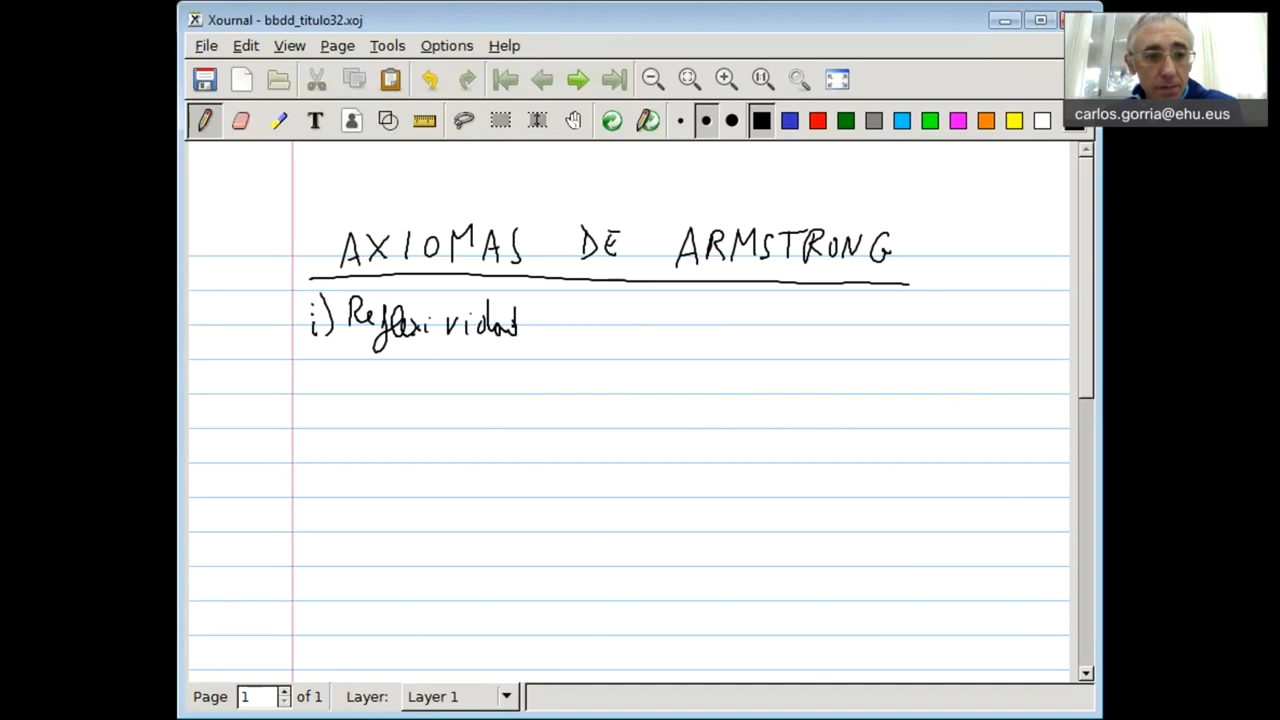 Xournal - bbdd_titulo32.xoj
File Edit View Page Tools Options Help
carlos.gorria@ehu.eus
AXIOMAS DE ARMSTRONG
i) Reflexividad
Page 1 of 1 Layer: Layer 1